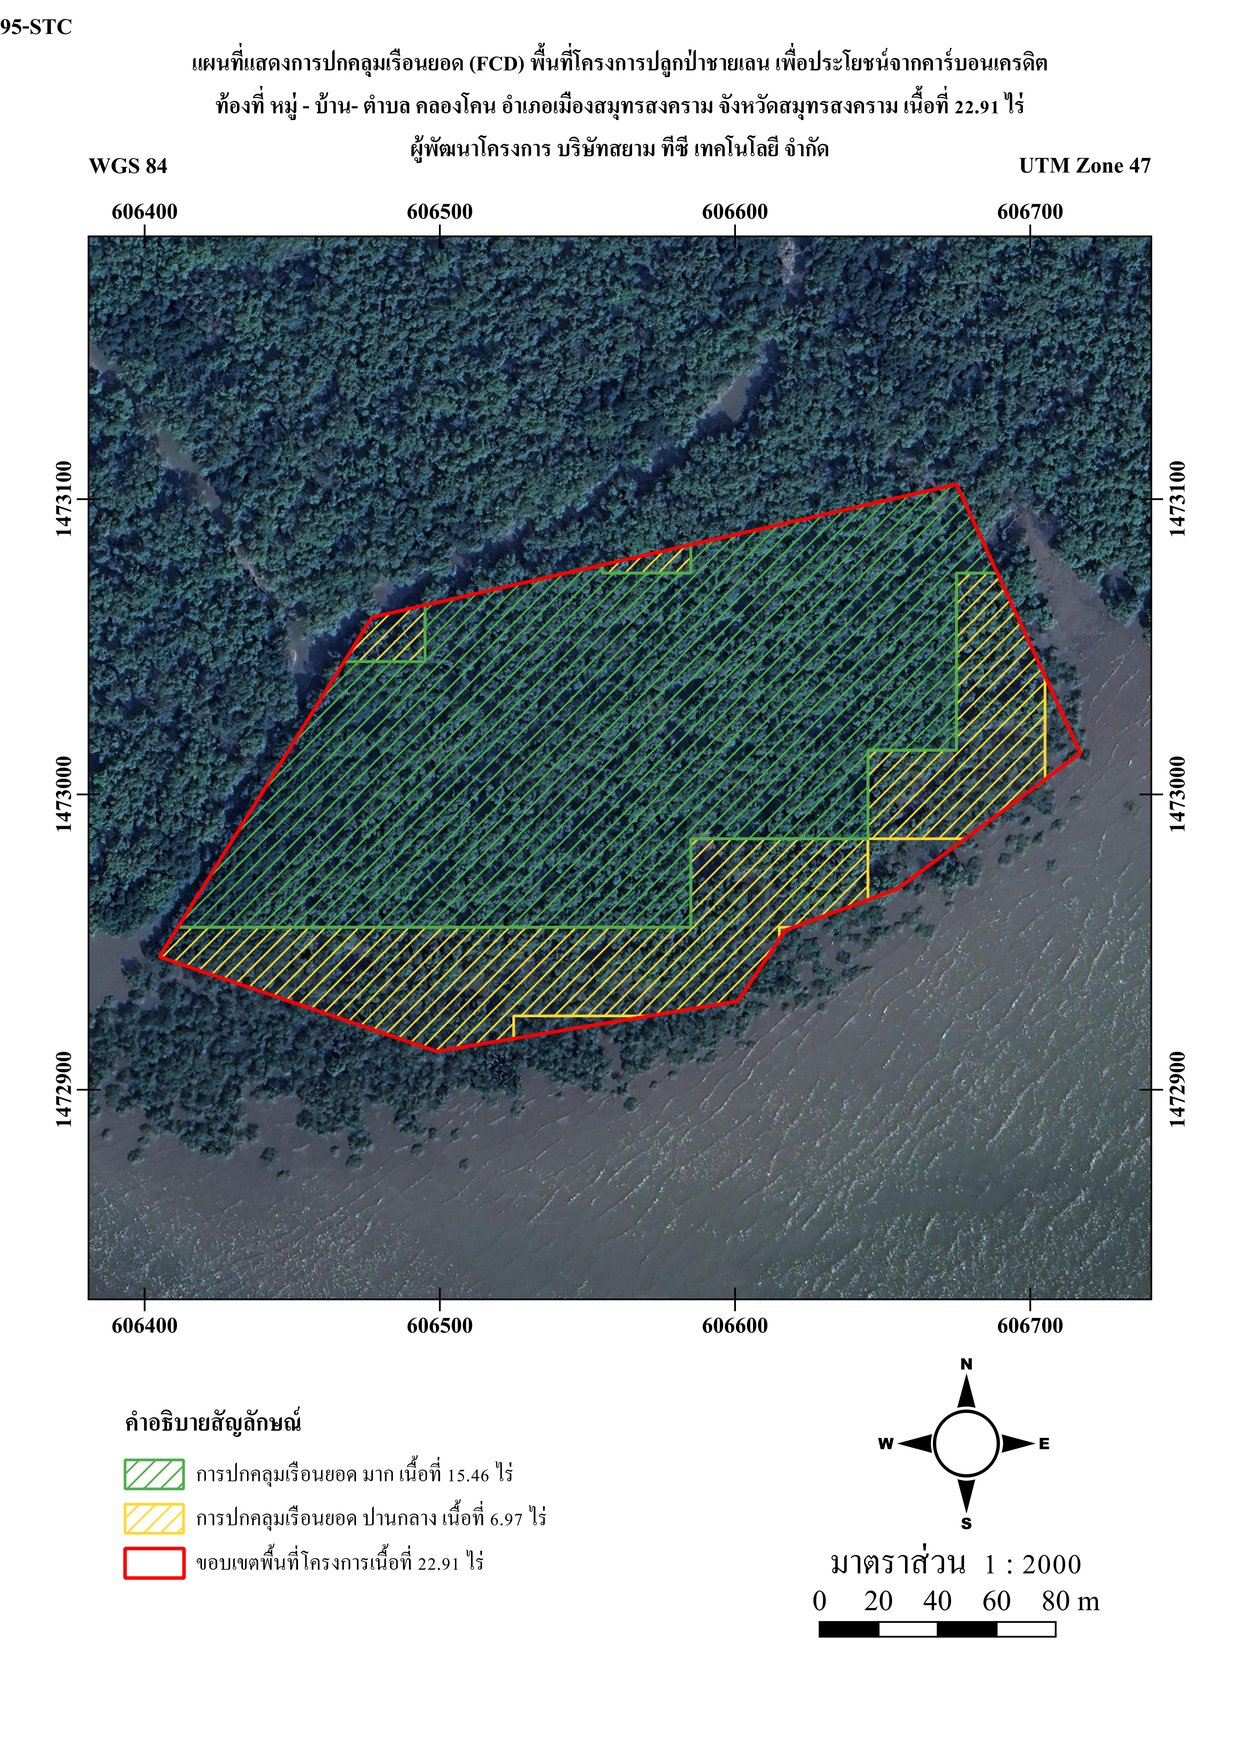 95-STC
แผนที่แสดงการปกคลุมเรือนยอด (FCD) พื้นที่โครงการปลูกป่าชายเลน เพื่อประโยชน์จากคาร์บอนเครดิต
ท้องที่ หมู่ - บ้าน- ตำบล คลองโคน อำเภอเมืองสมุทรสงคราม จังหวัดสมุทรสงคราม เนื้อที่ 22.91 ไร่
ผู้พัฒนาโครงการ บริษัทสยาม ทีซี เทคโนโลยี จำกัด
WGS 84
UTM Zone 47
606400 606500 606600 606700
1473100 1473100
1473000 1473000
1472900 1472900
606400 606500 606600 606700
N
W E
S
คำอธิบายสัญลักษณ์
การปกคลุมเรือนยอด มาก เนื้อที่ 15.46 ไร่
การปกคลุมเรือนยอด ปานกลาง เนื้อที่ 6.97 ไร่
ขอบเขตพื้นที่โครงการเนื้อที่ 22.91 ไร่
มาตราส่วน 1 : 2000
0 20 40 60 80 m